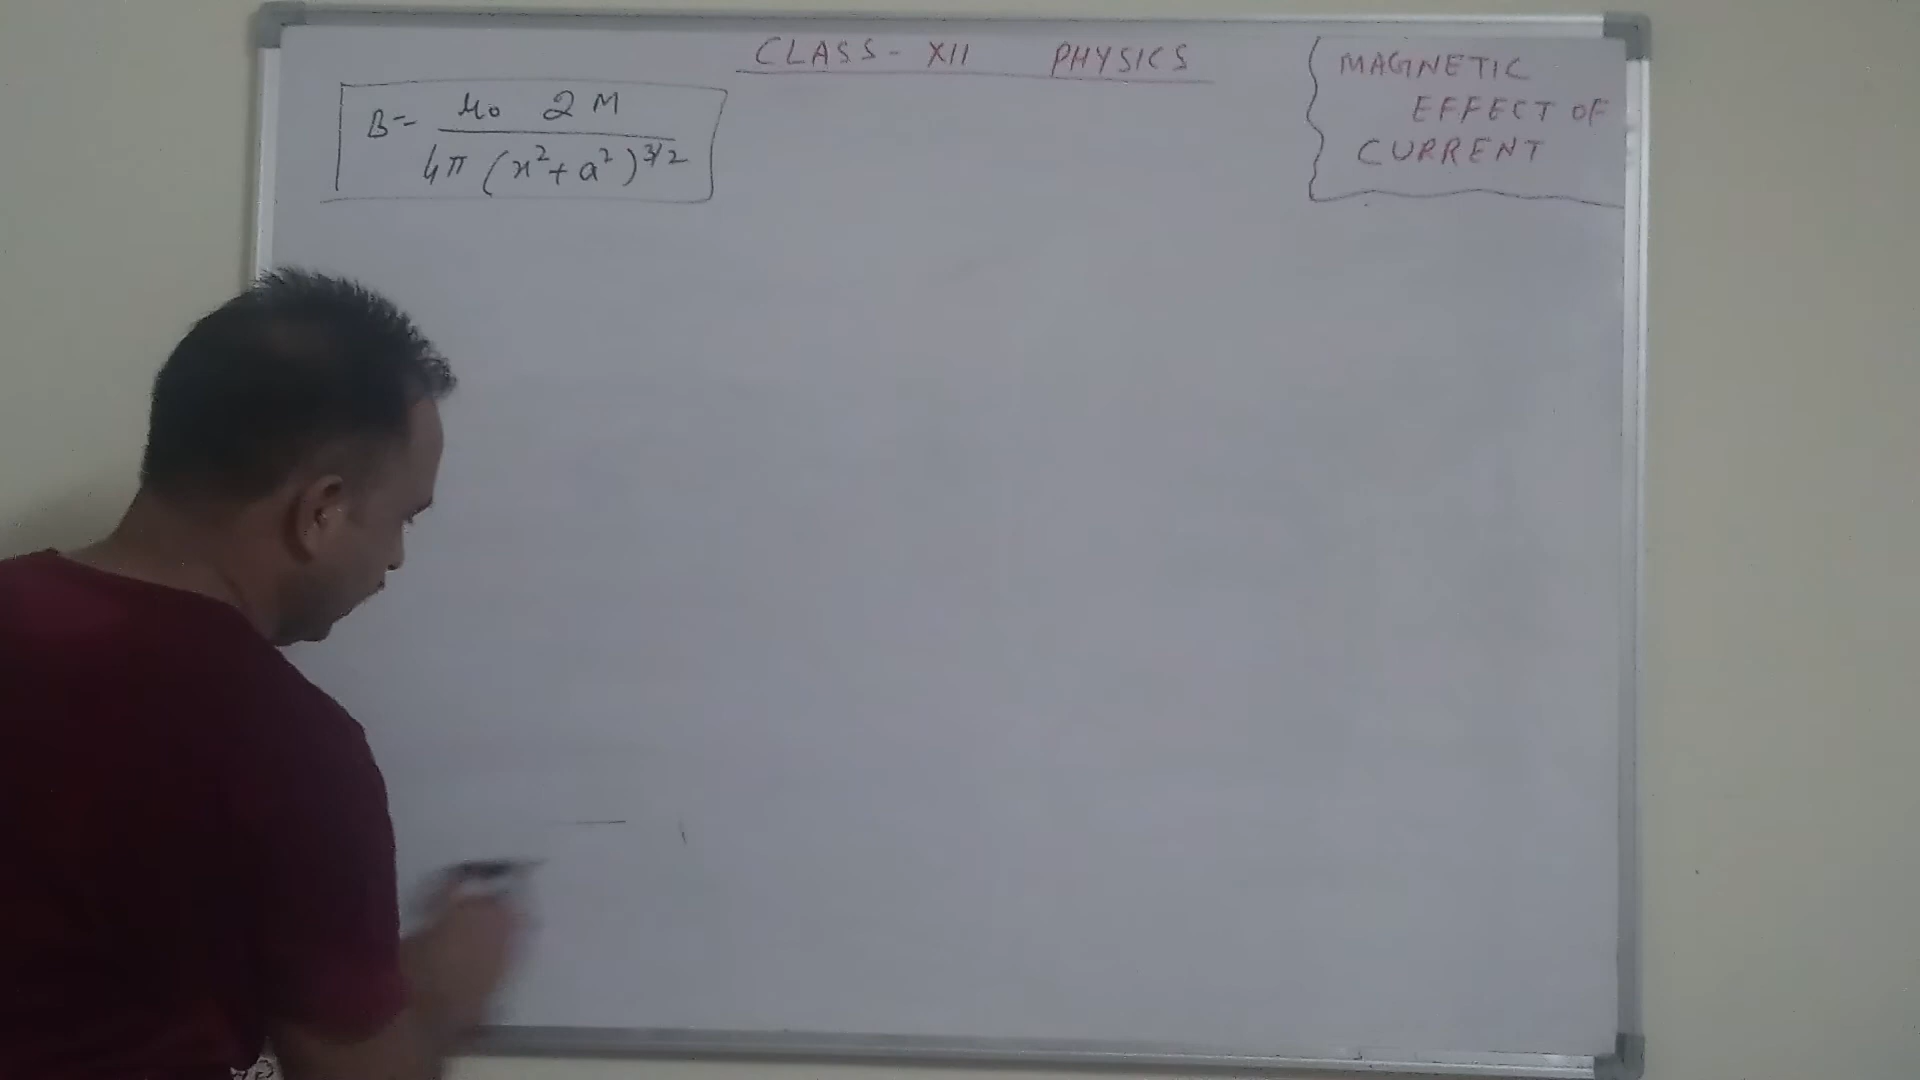 CLASS- XII PHYSICS
MAGNETIC
EFFECT OF
CURRENT
B= μ₀ 2M
4π (x²+a²)^3/2